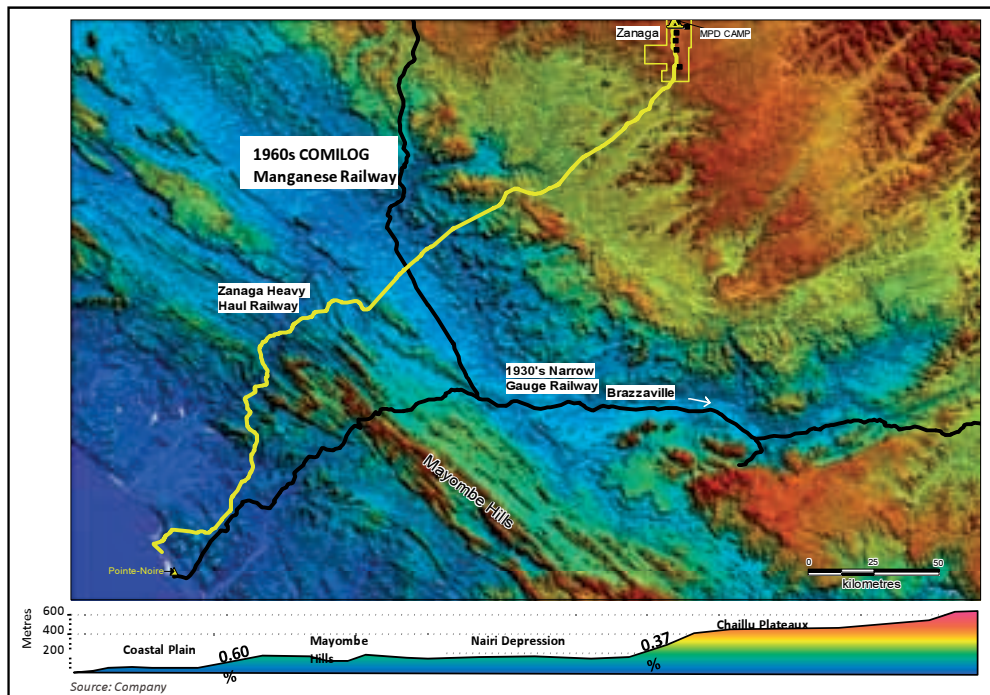 Zanaga
MPD CAMP
1960s COMILOG
Manganese Railway
Zanaga Heavy
Haul Railway
1930's Narrow
Gauge Railway
Brazzaville
Mayombe Hills
Pointe-Noire
0 25 50
kilometres
Metres
600
400
200
Coastal Plain
0.60
%
Mayombe
Hills
Nairi Depression
0.37
%
Chaillu Plateaux
Source: Company